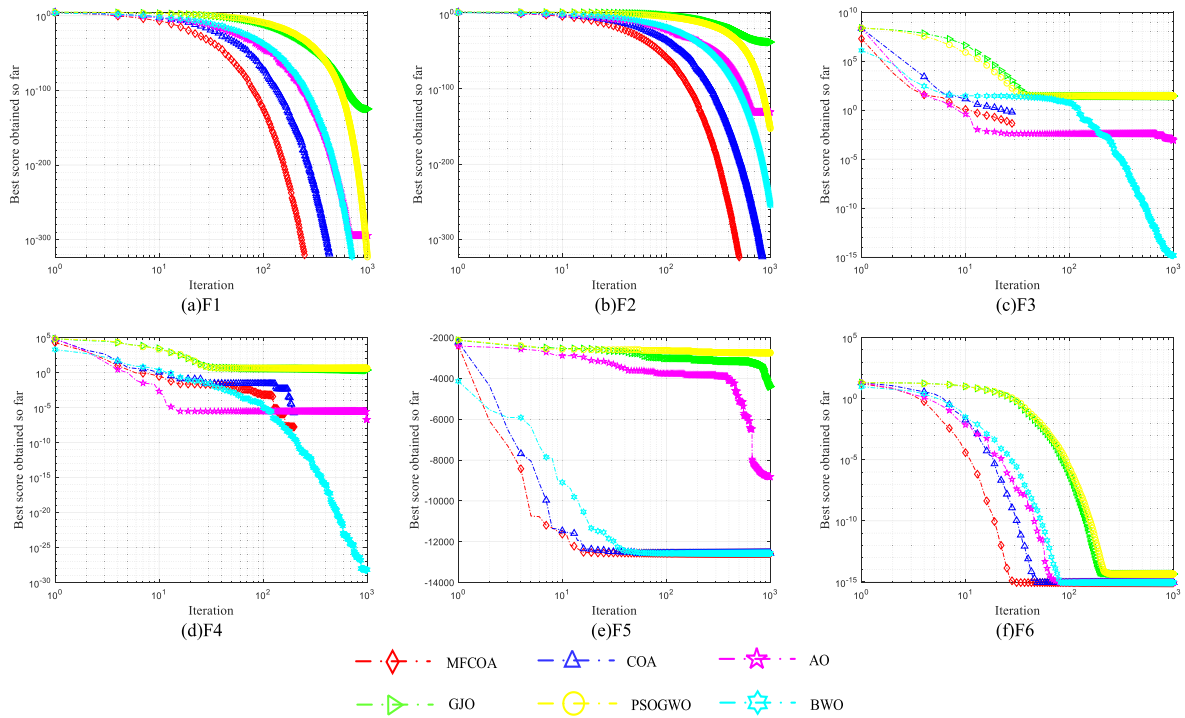 Best score obtained so far
10^0
10^-100
10^-200
10^-300
10^0 10^1 10^2 10^3
Iteration
(a)F1
Best score obtained so far
10^0
10^-100
10^-200
10^-300
10^0 10^1 10^2 10^3
Iteration
(b)F2
Best score obtained so far
10^10
10^5
10^0
10^-5
10^-10
10^-15
10^0 10^1 10^2 10^3
Iteration
(c)F3
Best score obtained so far
10^5
10^0
10^-5
10^-10
10^-15
10^-20
10^-25
10^-30
10^0 10^1 10^2 10^3
Iteration
(d)F4
Best score obtained so far
-2000
-4000
-6000
-8000
-10000
-12000
-14000
10^0 10^1 10^2 10^3
Iteration
(e)F5
Best score obtained so far
10^5
10^0
10^-5
10^-10
10^-15
10^0 10^1 10^2 10^3
Iteration
(f)F6
MFCOA COA AO
GJO PSOGWO BWO